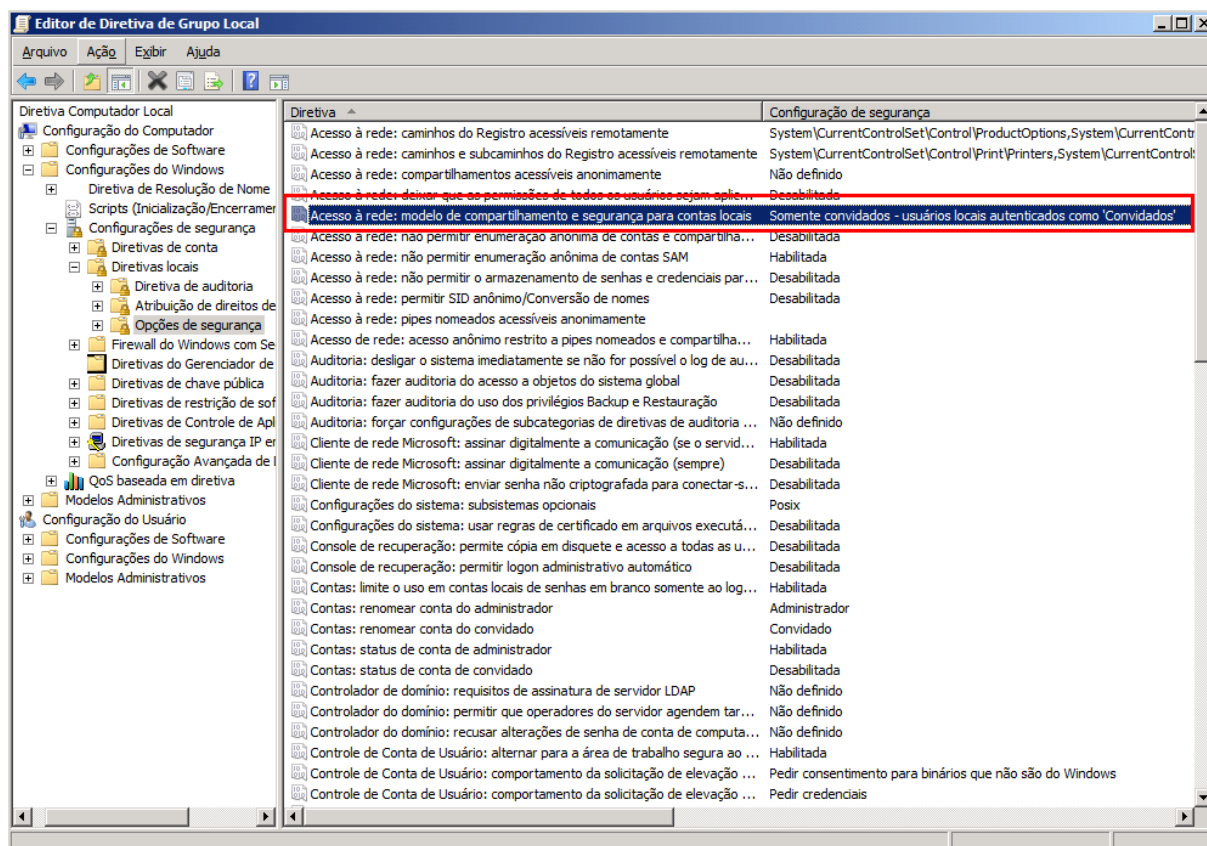 Editor de Diretiva de Grupo Local
Arquivo Ação Exibir Ajuda
Diretiva Computador Local
Configuração do Computador
Configurações de Software
Configurações do Windows
Diretiva de Resolução de Nome
Scripts (Inicialização/Encerramer
Configurações de segurança
Diretivas de conta
Diretivas locais
Diretiva de auditoria
Atribuição de direitos de
Opções de segurança
Firewall do Windows com Se
Diretivas do Gerenciador de
Diretivas de chave pública
Diretivas de restrição de sof
Diretivas de Controle de Apl
Diretivas de segurança IP er
Configuração Avançada de
QoS baseada em diretiva
Modelos Administrativos
Configuração do Usuário
Configurações de Software
Configurações do Windows
Modelos Administrativos
Diretiva Configuração de segurança
Acesso à rede: caminhos do Registro acessíveis remotamente System\CurrentControlSet\Control\ProductOptions,System\CurrentContr
Acesso à rede: caminhos e subcaminhos do Registro acessíveis remotamente System\CurrentControlSet\Control\Print\Printers,System\CurrentControl
Acesso à rede: compartilhamentos acessíveis anonimamente Não definido
Acesso à rede: deixar que as permissões de todos os usuários sejam aplic... Desabilitada
Acesso à rede: modelo de compartilhamento e segurança para contas locais Somente convidados - usuários locais autenticados como 'Convidados'
Acesso à rede: não permitir enumeração anônima de contas e compartilha... Desabilitada
Acesso à rede: não permitir enumeração anônima de contas SAM Habilitada
Acesso à rede: não permitir o armazenamento de senhas e credenciais par... Desabilitada
Acesso à rede: permitir SID anônimo/Conversão de nomes Desabilitada
Acesso à rede: pipes nomeados acessíveis anonimamente
Acesso de rede: acesso anônimo restrito a pipes nomeados e compartilha... Habilitada
Auditoria: desligar o sistema imediatamente se não for possível o log de au... Desabilitada
Auditoria: fazer auditoria do acesso a objetos do sistema global Desabilitada
Auditoria: fazer auditoria do uso dos privilégios Backup e Restauração Desabilitada
Auditoria: forçar configurações de subcategorias de diretivas de auditoria ... Não definido
Cliente de rede Microsoft: assinar digitalmente a comunicação (se o servid... Habilitada
Cliente de rede Microsoft: assinar digitalmente a comunicação (sempre) Desabilitada
Cliente de rede Microsoft: enviar senha não criptografada para conectar-s... Desabilitada
Configurações do sistema: subsistemas opcionais Posix
Configurações do sistema: usar regras de certificado em arquivos executá... Desabilitada
Console de recuperação: permite cópia em disquete e acesso a todas as u... Desabilitada
Console de recuperação: permitir logon administrativo automático Desabilitada
Contas: limite o uso em contas locais de senhas em branco somente ao log... Habilitada
Contas: renomear conta do administrador Administrador
Contas: renomear conta do convidado Convidado
Contas: status de conta de administrador Habilitada
Contas: status de conta de convidado Desabilitada
Controlador de domínio: requisitos de assinatura de servidor LDAP Não definido
Controlador do domínio: permitir que operadores do servidor agendem tar... Não definido
Controlador do domínio: recusar alterações de senha de conta de computa... Não definido
Controle de Conta de Usuário: alternar para a área de trabalho segura ao ... Habilitada
Controle de Conta de Usuário: comportamento da solicitação de elevação ... Pedir consentimento para binários que não são do Windows
Controle de Conta de Usuário: comportamento da solicitação de elevação ... Pedir credenciais